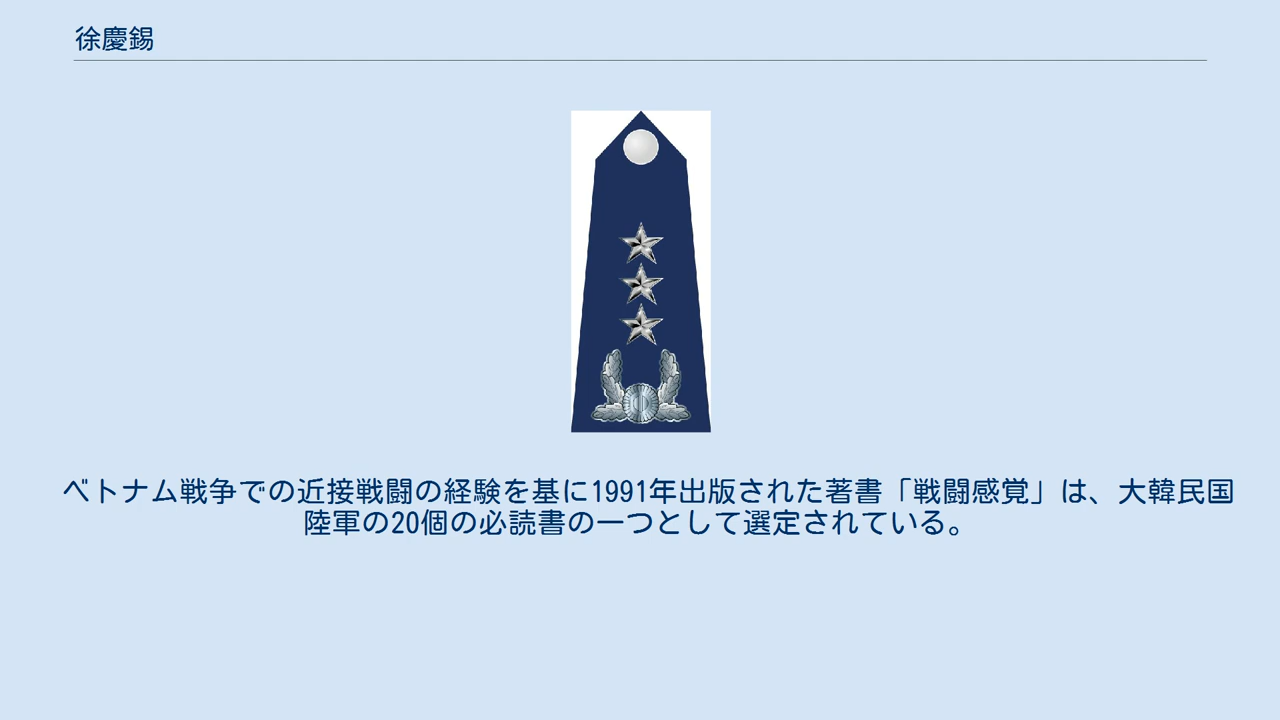 徐慶錫
ベトナム戦争での近接戦闘の経験を基に1991年出版された著書「戦闘感覚」は、大韓民国
陸軍の20個の必読書の一つとして選定されている。